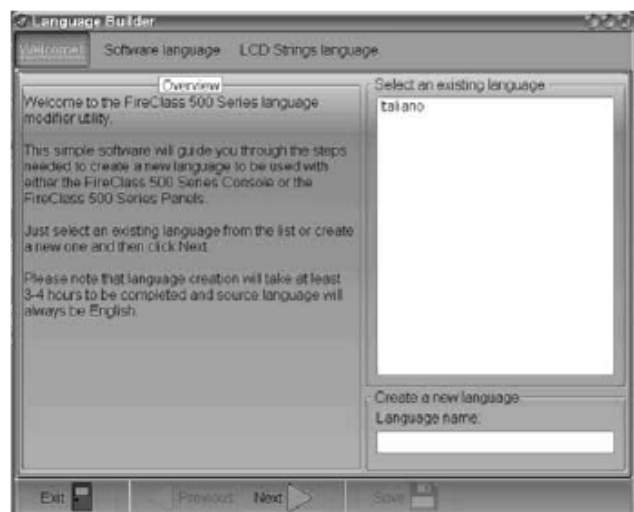 Language Builder
Welcome! Software language LCD Strings language
Overview
Welcome to the FireClass 500 Series language
modifier utility.
This simple software will guide you through the steps
needed to create a new language to be used with
either the FireClass 500 Series Console or the
FireClass 500 Series Panels.
Just select an existing language from the list or create
a new one and then click Next.
Please note that language creation will take at least
3-4 hours to be completed and source language will
always be English.
Select an existing language
italiano
Create a new language
Language name:
Exit Previous Next Save